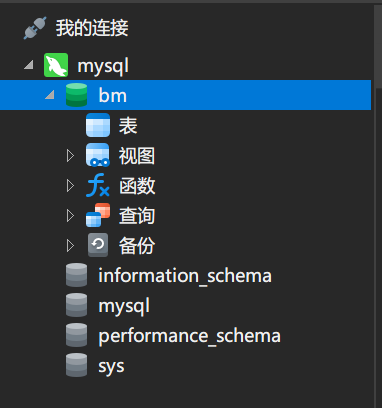 我的连接
mysql
bm
表
视图
函数
查询
备份
information_schema
mysql
performance_schema
sys